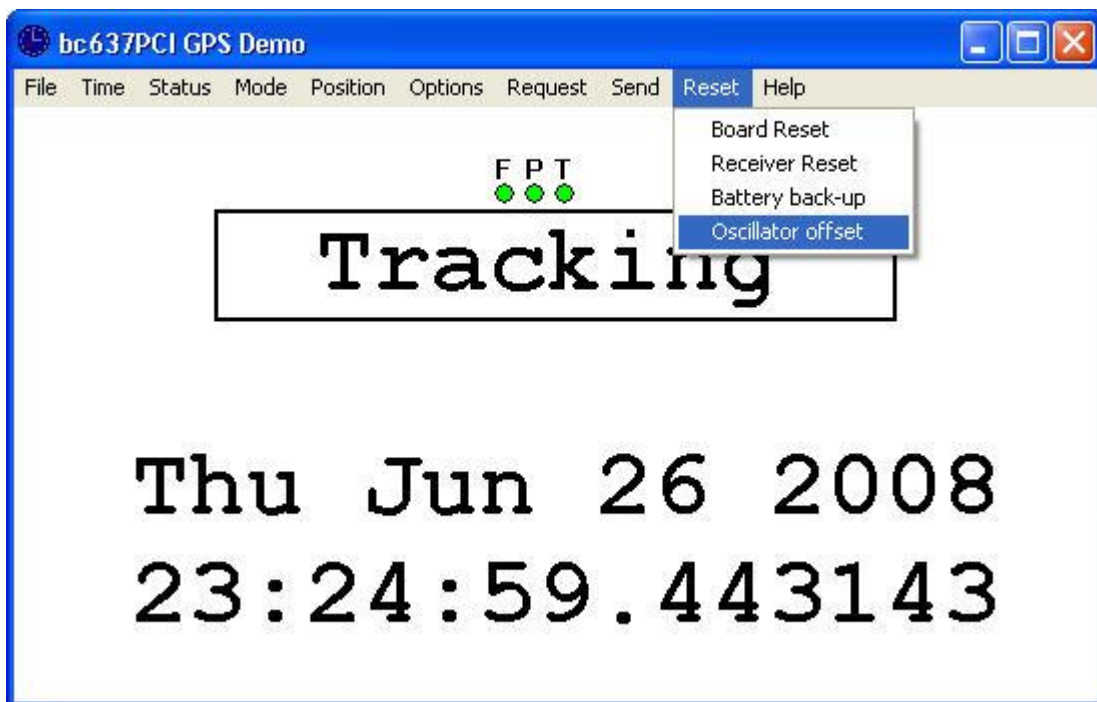 bc637PCI GPS Demo
File Time Status Mode Position Options Request Send Reset Help
Board Reset
Receiver Reset
Battery back-up
Oscillator offset
F P T
Tracking
Thu Jun 26 2008
23:24:59.443143